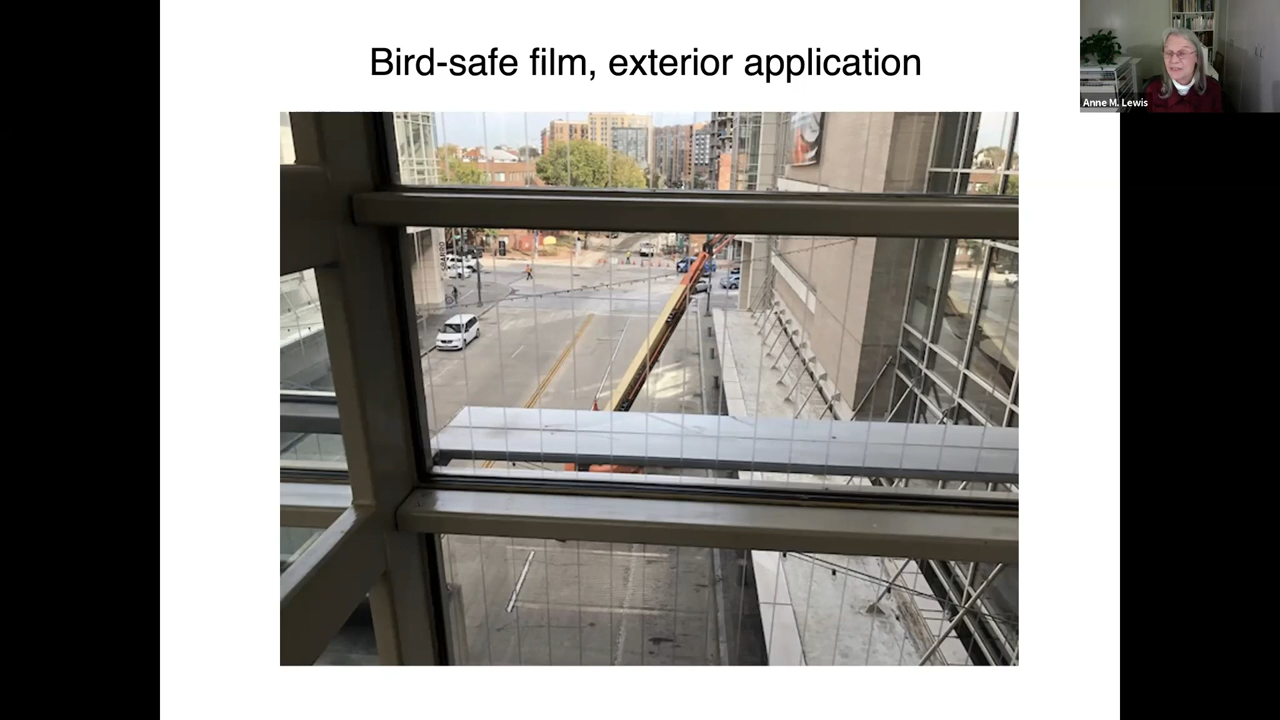 Bird-safe film, exterior application
Anne M. Lewis